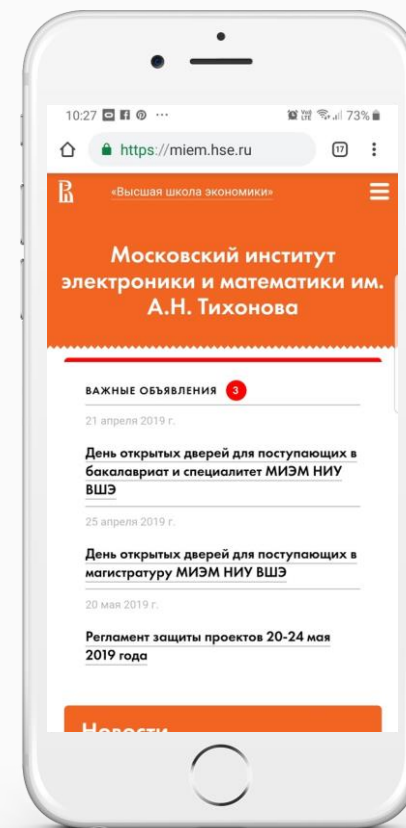 10:27 ... 73%
https://miem.hse.ru 17
«Высшая школа экономики»
Московский институт
электроники и математики им.
А.Н. Тихонова
ВАЖНЫЕ ОБЪЯВЛЕНИЯ 3
21 апреля 2019 г.
День открытых дверей для поступающих в
бакалавриат и специалитет МИЭМ НИУ
ВШЭ
25 апреля 2019 г.
День открытых дверей для поступающих в
магистратуру МИЭМ НИУ ВШЭ
20 мая 2019 г.
Регламент защиты проектов 20-24 мая
2019 года
Новости